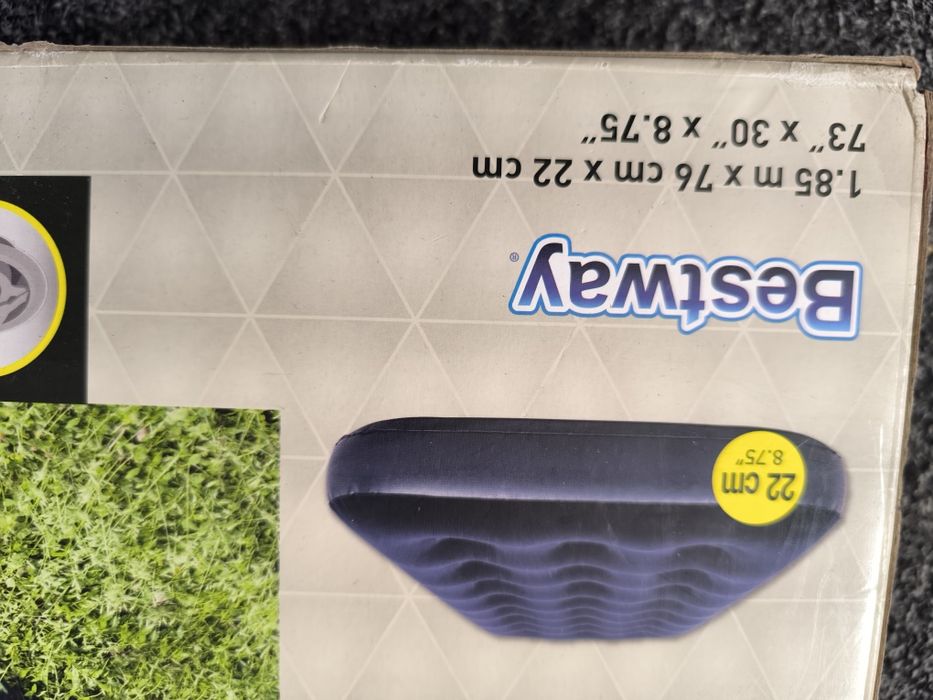 Bestway®
1.85 m x 76 cm x 22 cm
73" x 30" x 8.75"
22 cm
8.75"